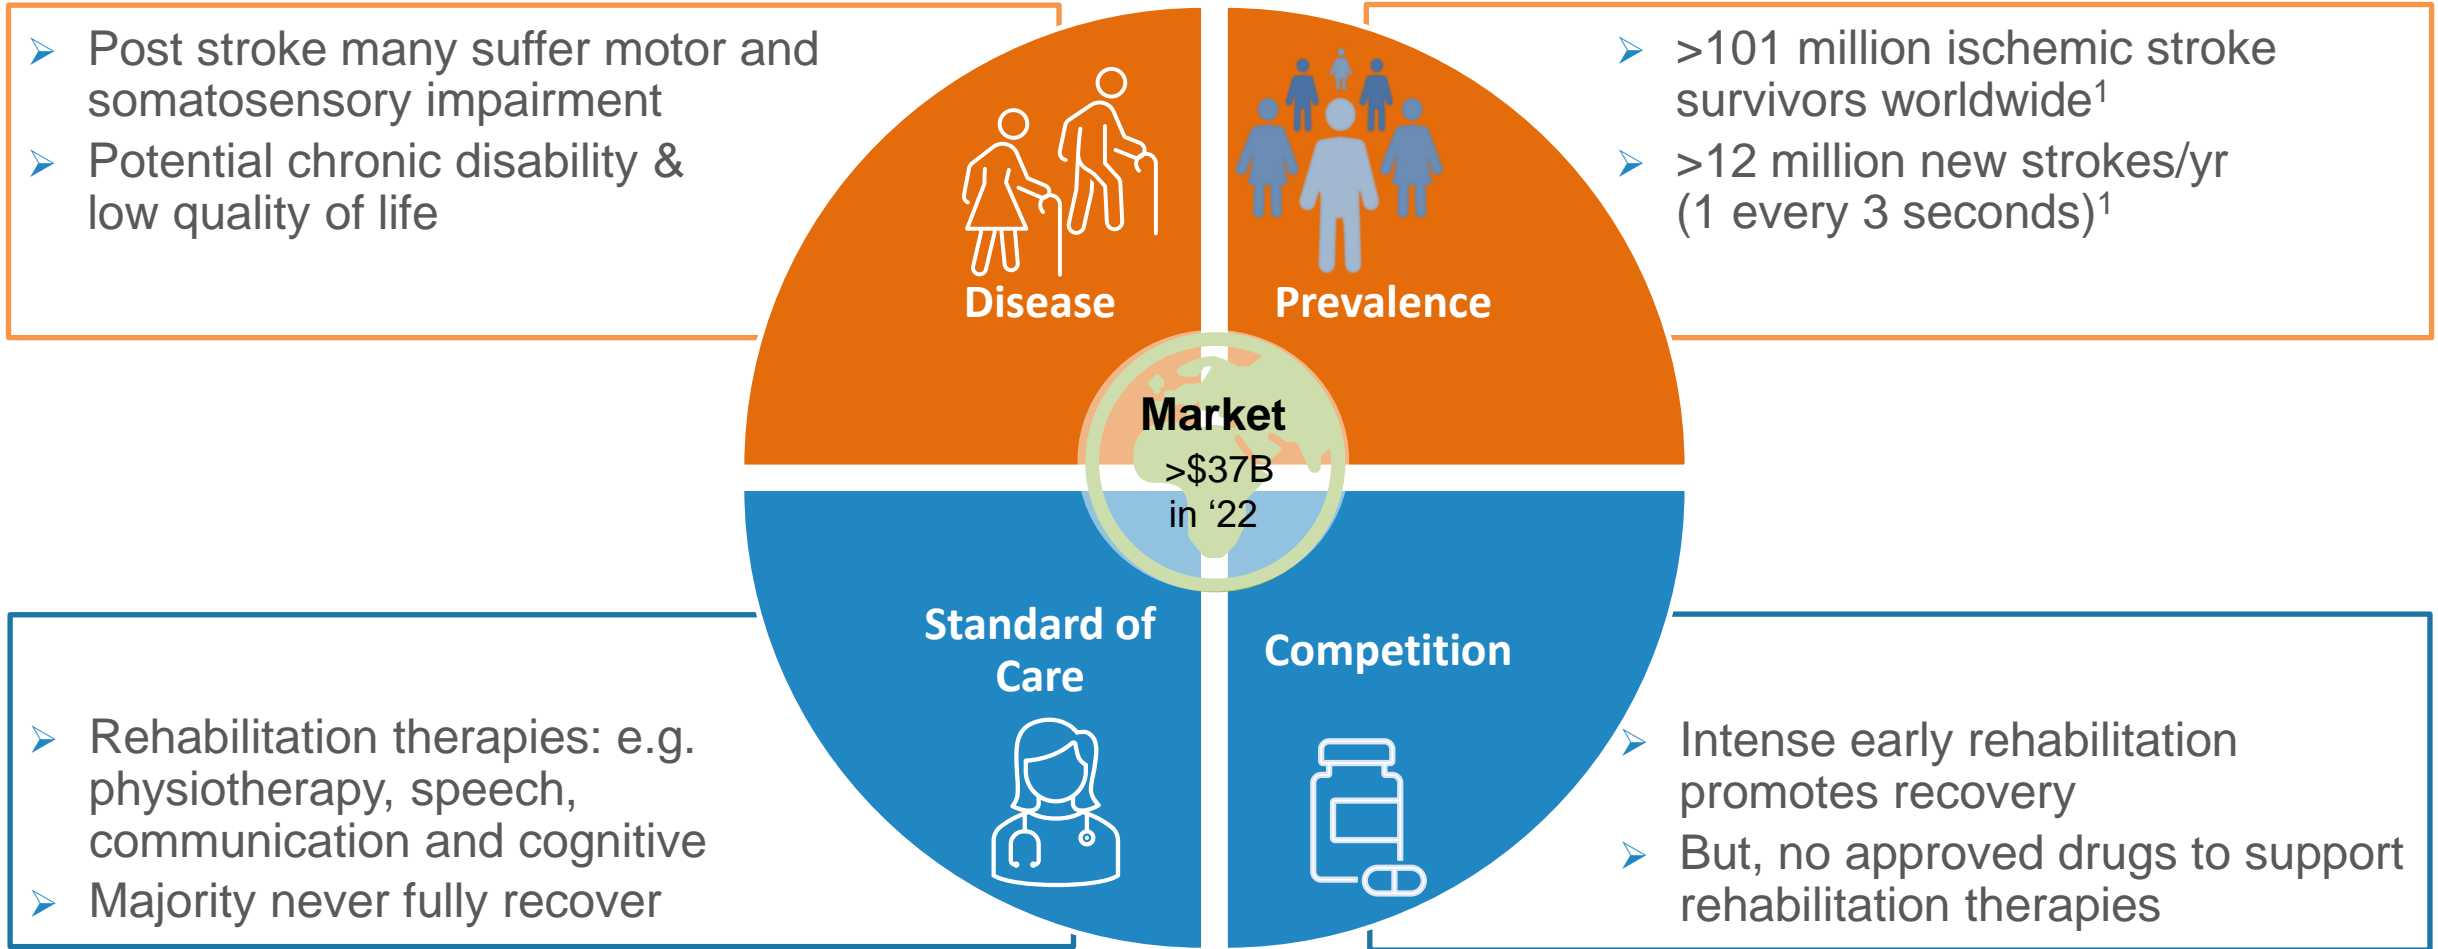 ➢ Post stroke many suffer motor and
somatosensory impairment
➢ Potential chronic disability &
low quality of life
Disease
Prevalence
➢ >101 million ischemic stroke
survivors worldwide¹
➢ >12 million new strokes/yr
(1 every 3 seconds)¹
Market
>$37B
in ‘22
Standard of
Care
➢ Rehabilitation therapies: e.g.
physiotherapy, speech,
communication and cognitive
➢ Majority never fully recover
Competition
➢ Intense early rehabilitation
promotes recovery
➢ But, no approved drugs to support
rehabilitation therapies